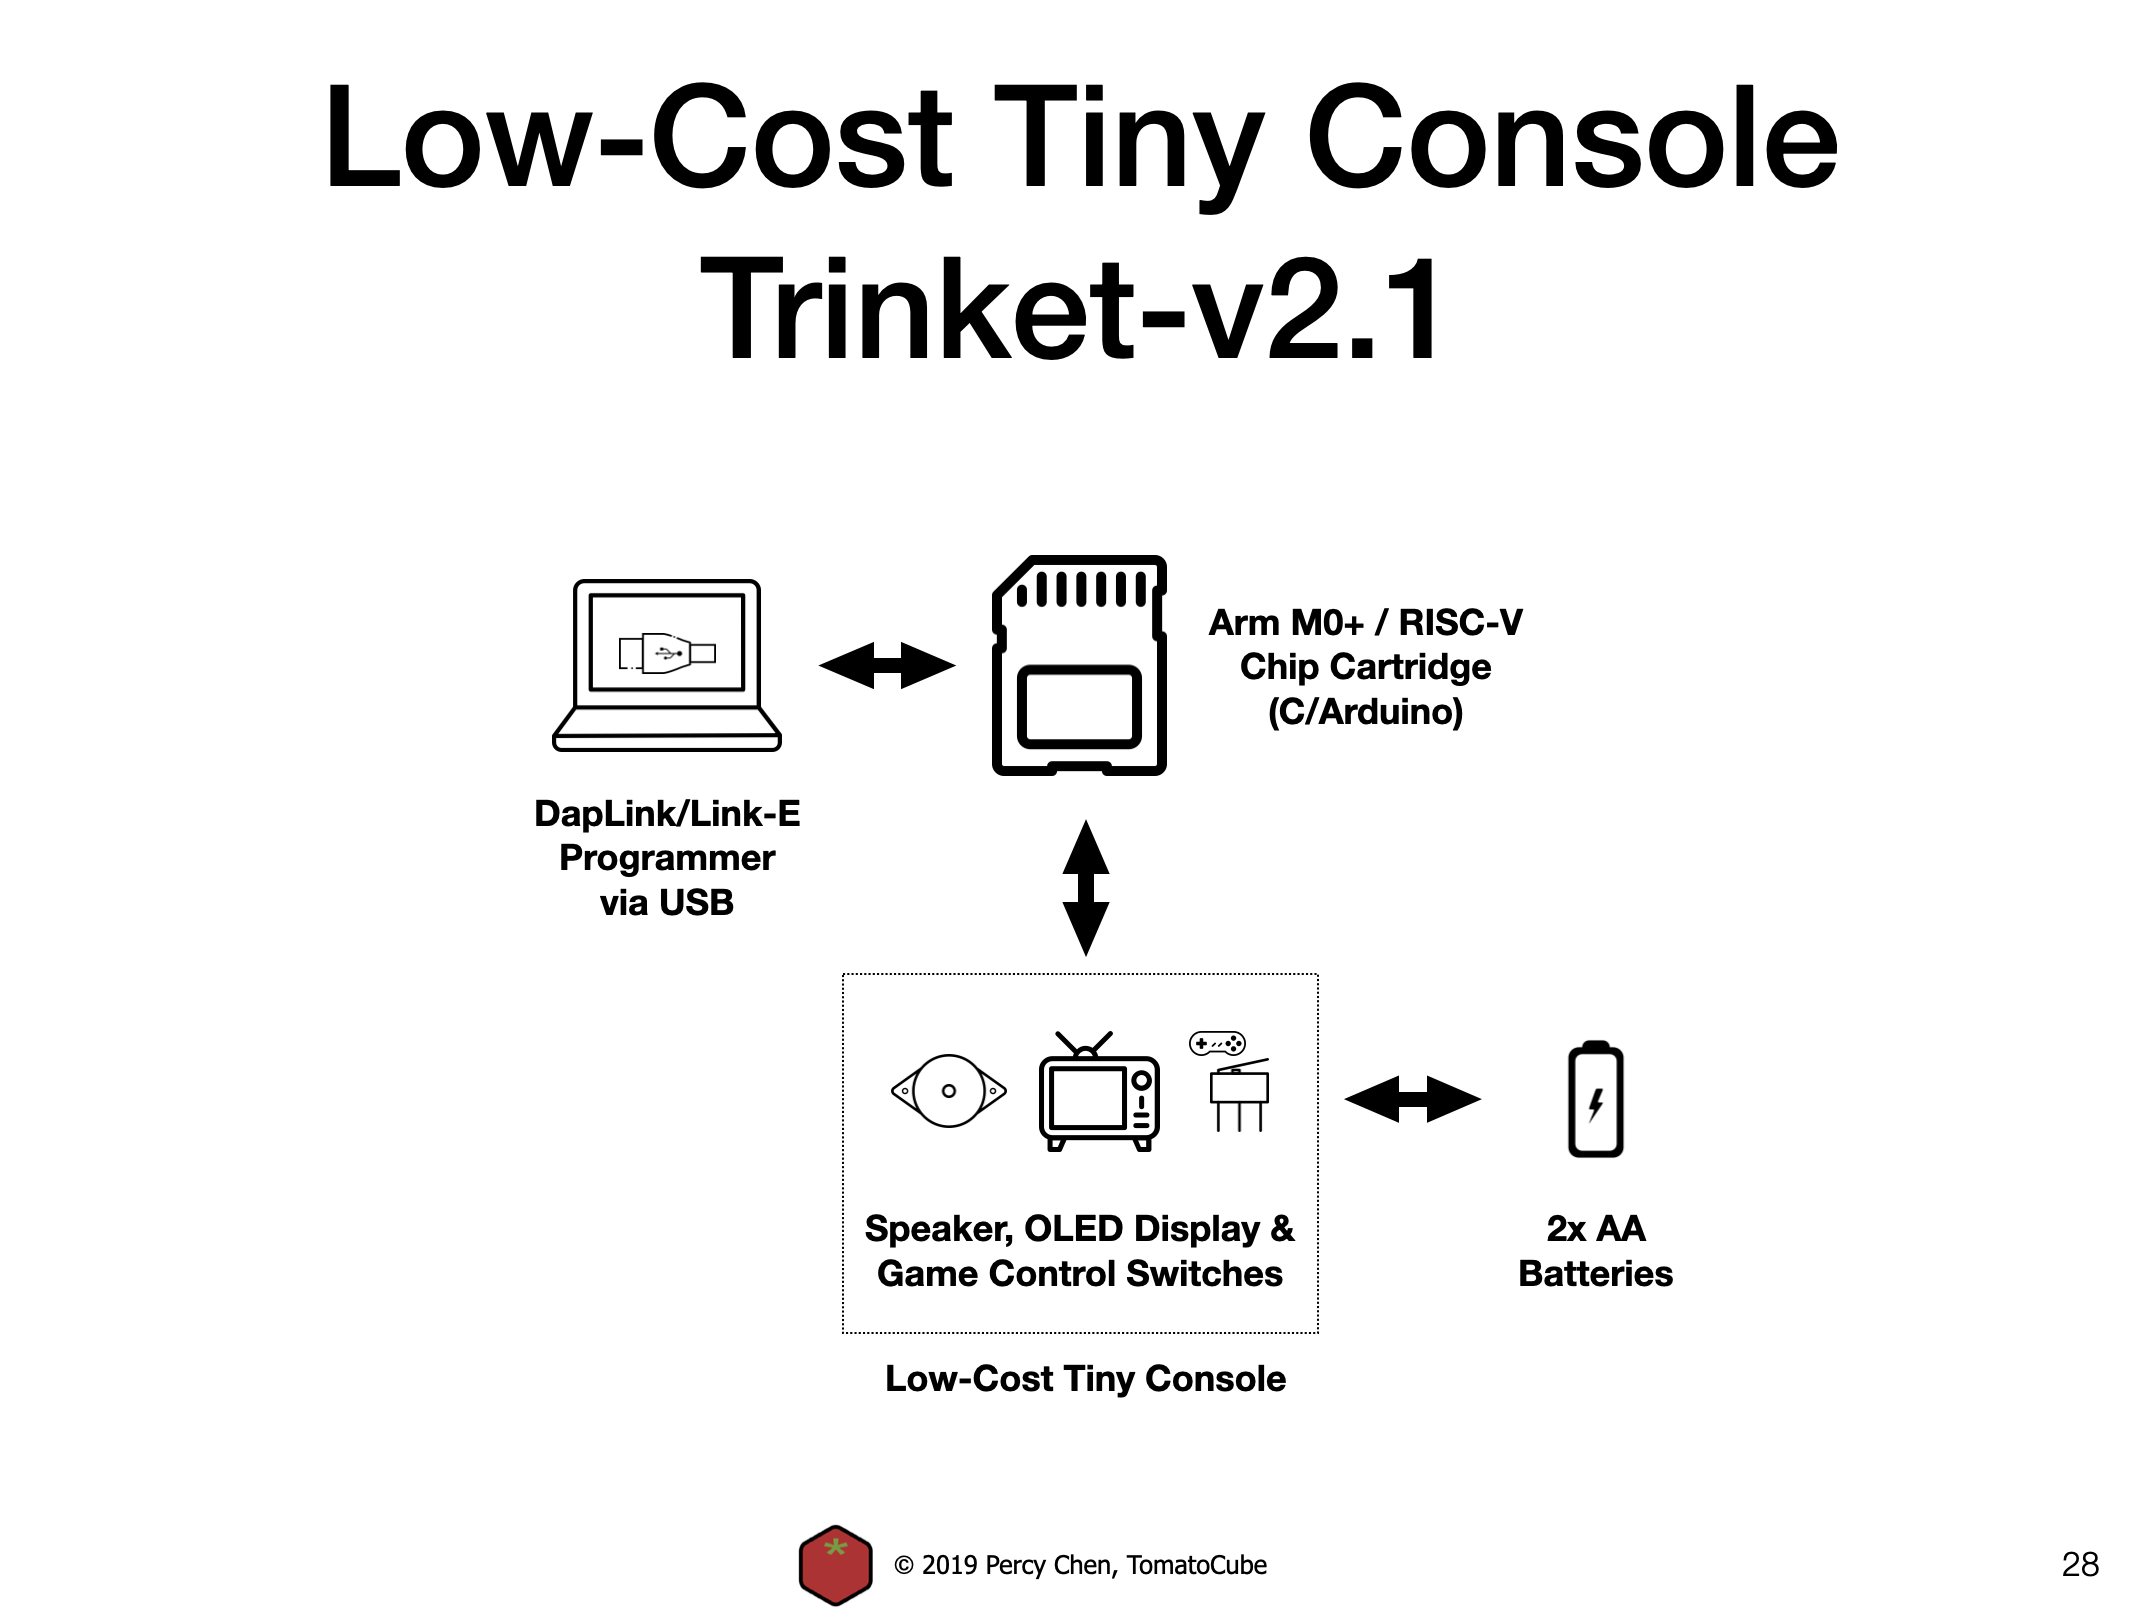 Low-Cost Tiny Console
Trinket-v2.1
Arm M0+ / RISC-V
Chip Cartridge
(C/Arduino)
DapLink/Link-E
Programmer
via USB
Speaker, OLED Display &
Game Control Switches
2x AA
Batteries
Low-Cost Tiny Console
© 2019 Percy Chen, TomatoCube
28